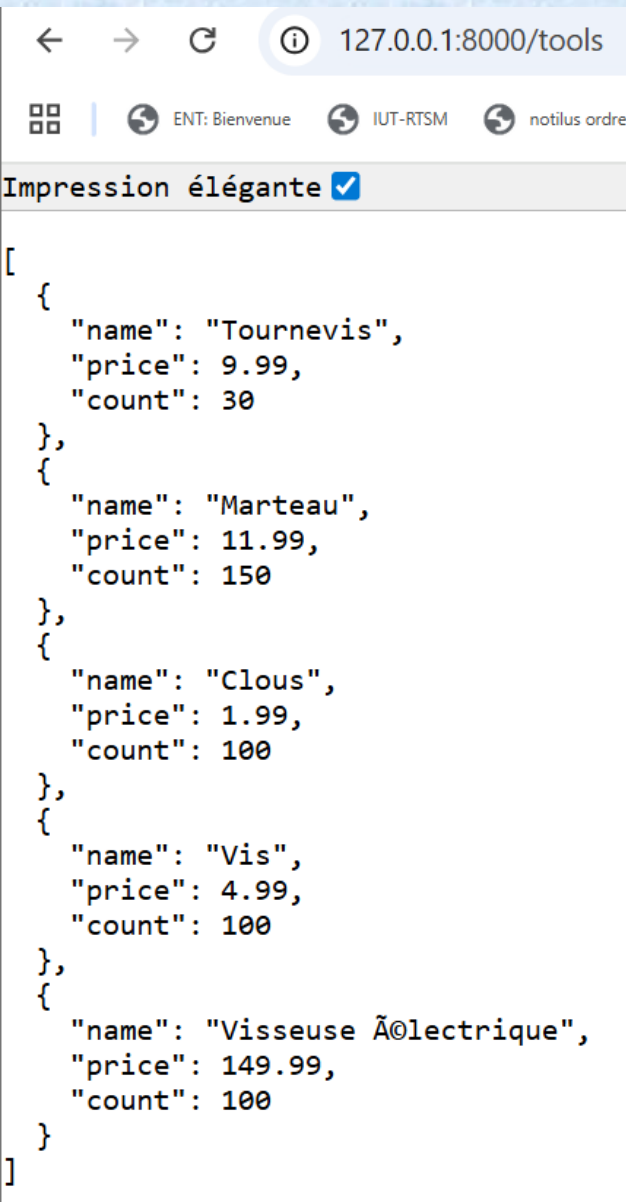 127.0.0.1:8000/tools
ENT: Bienvenue IUT-RTSM notilus ordre
Impression élégante
[
  {
    "name": "Tournevis",
    "price": 9.99,
    "count": 30
  },
  {
    "name": "Marteau",
    "price": 11.99,
    "count": 150
  },
  {
    "name": "Clous",
    "price": 1.99,
    "count": 100
  },
  {
    "name": "Vis",
    "price": 4.99,
    "count": 100
  },
  {
    "name": "Visseuse Ã©lectrique",
    "price": 149.99,
    "count": 100
  }
]